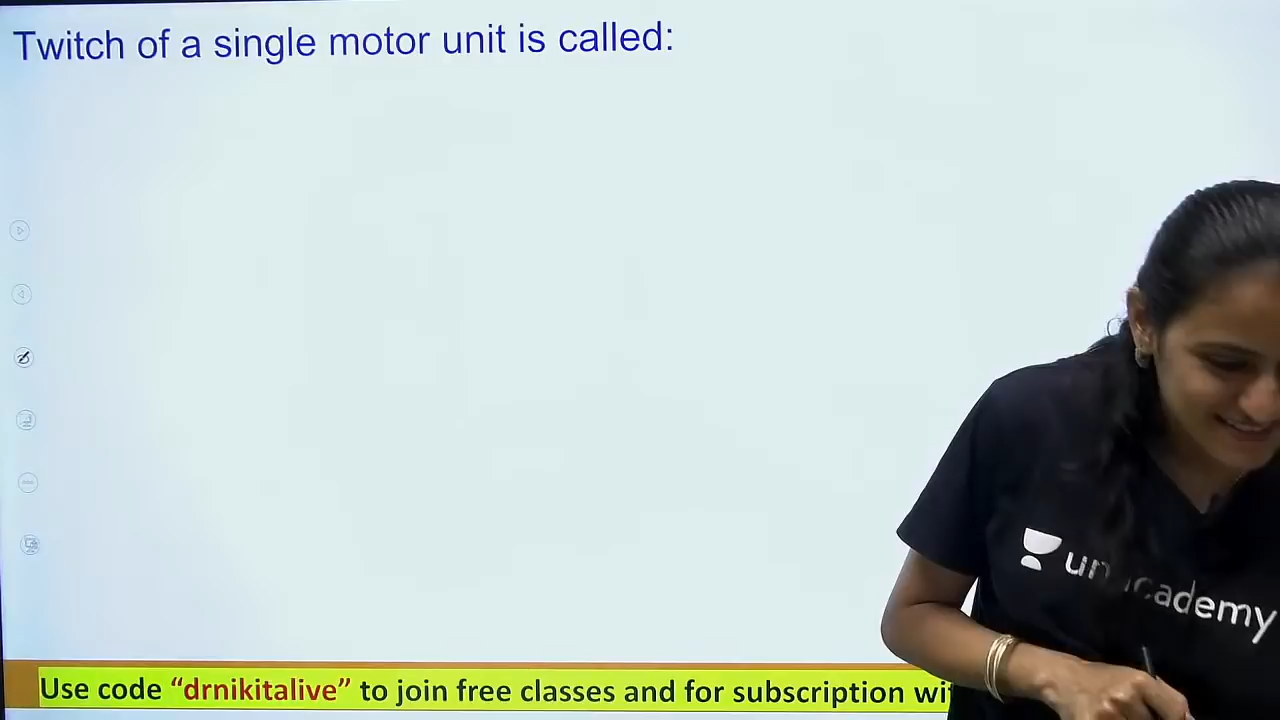 Twitch of a single motor unit is called:
unacademy
Use code “drnikitalive” to join free classes and for subscription